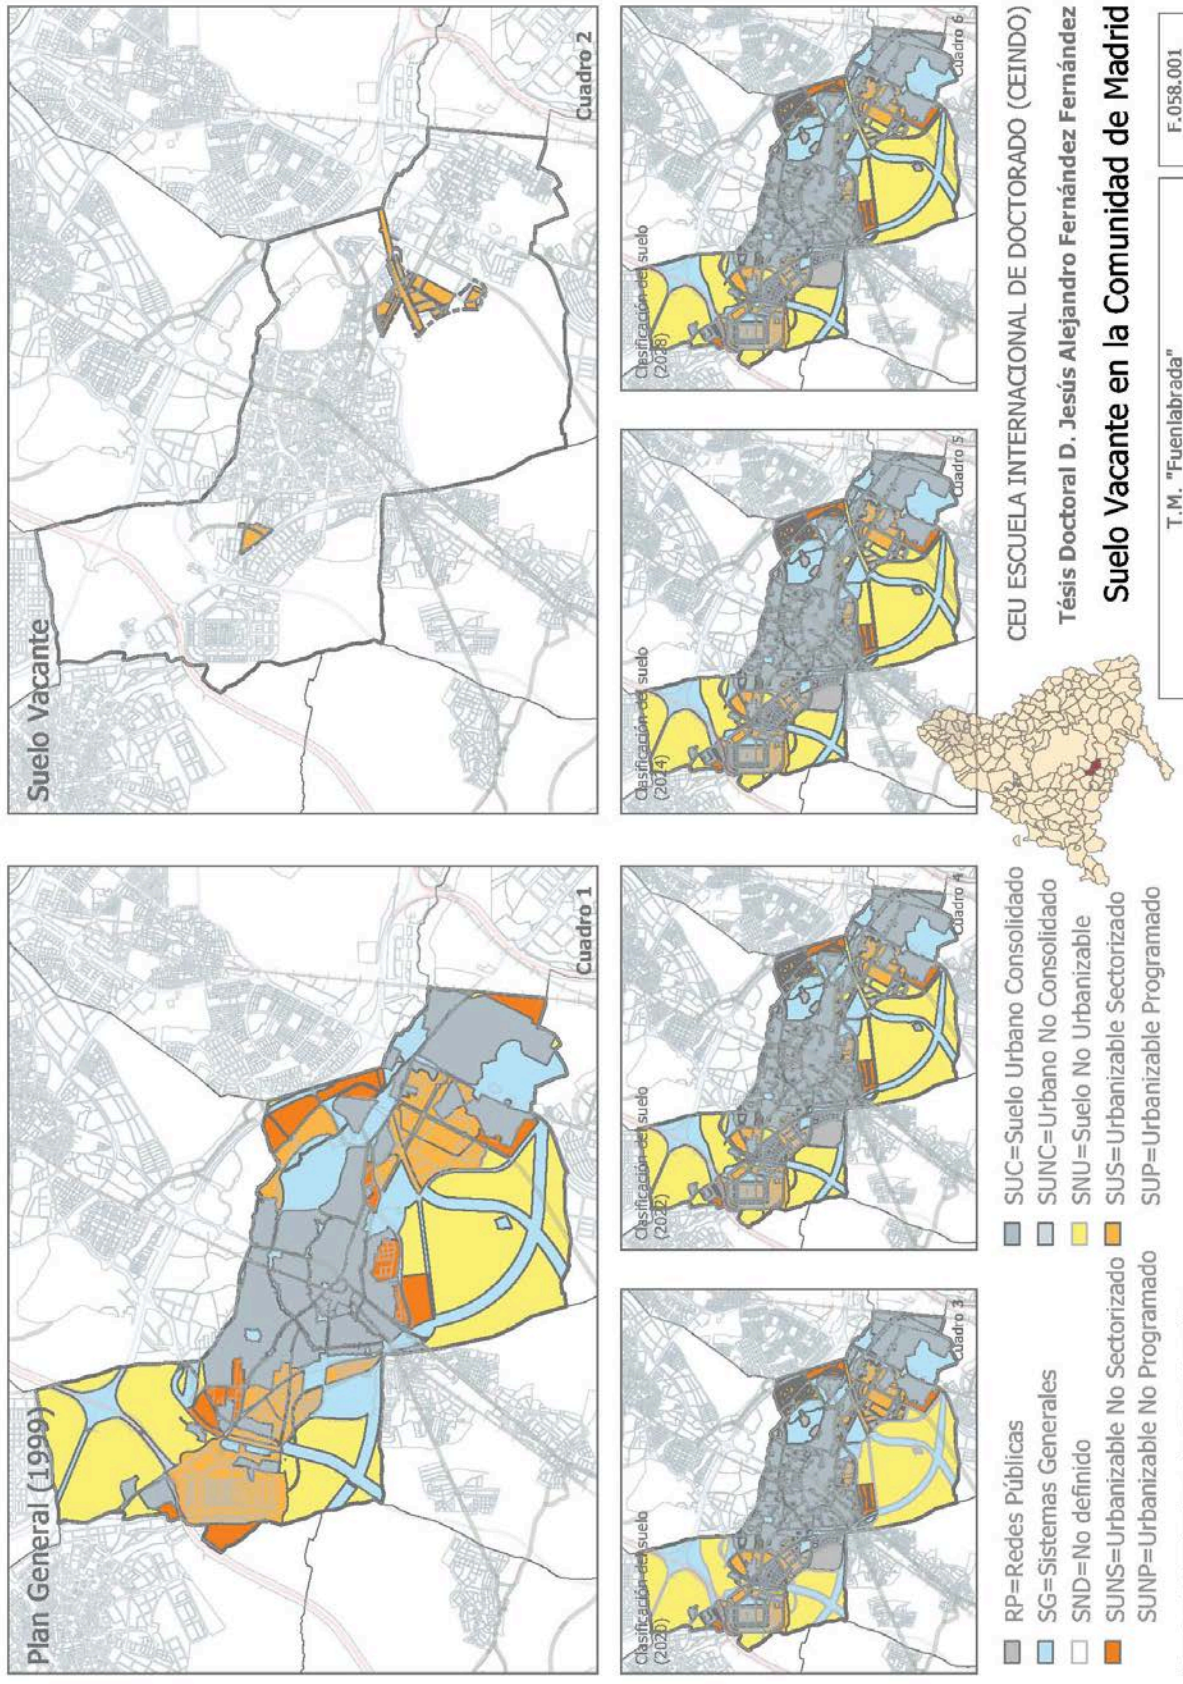 Plan General (1999)
Cuadro 1
Suelo Vacante
Cuadro 2
Clasificación del suelo
(2020)
Cuadro 3
Clasificación del suelo
(2022)
Cuadro 4
Clasificación del suelo
(2024)
Cuadro 5
Clasificación del suelo
(2028)
Cuadro 6
RP=Redes Púbicas
SG=Sistemas Generales
SND=No definido
SUNS=Urbanizable No Sectorizado
SUNP=Urbanizable No Programado
SUC=Suelo Urbano Consolidado
SUNC=Urbano No Consolidado
SNU=Suelo No Urbanizable
SUS=Urbanizable Sectorizado
SUP=Urbanizable Programado
CEU ESCUELA INTERNACIONAL DE DOCTORADO (CEINDO)
Tésis Doctoral D. Jesús Alejandro Fernández Fernández
Suelo Vacante en la Comunidad de Madrid
T.M. "Fuenlabrada"
F.058.001